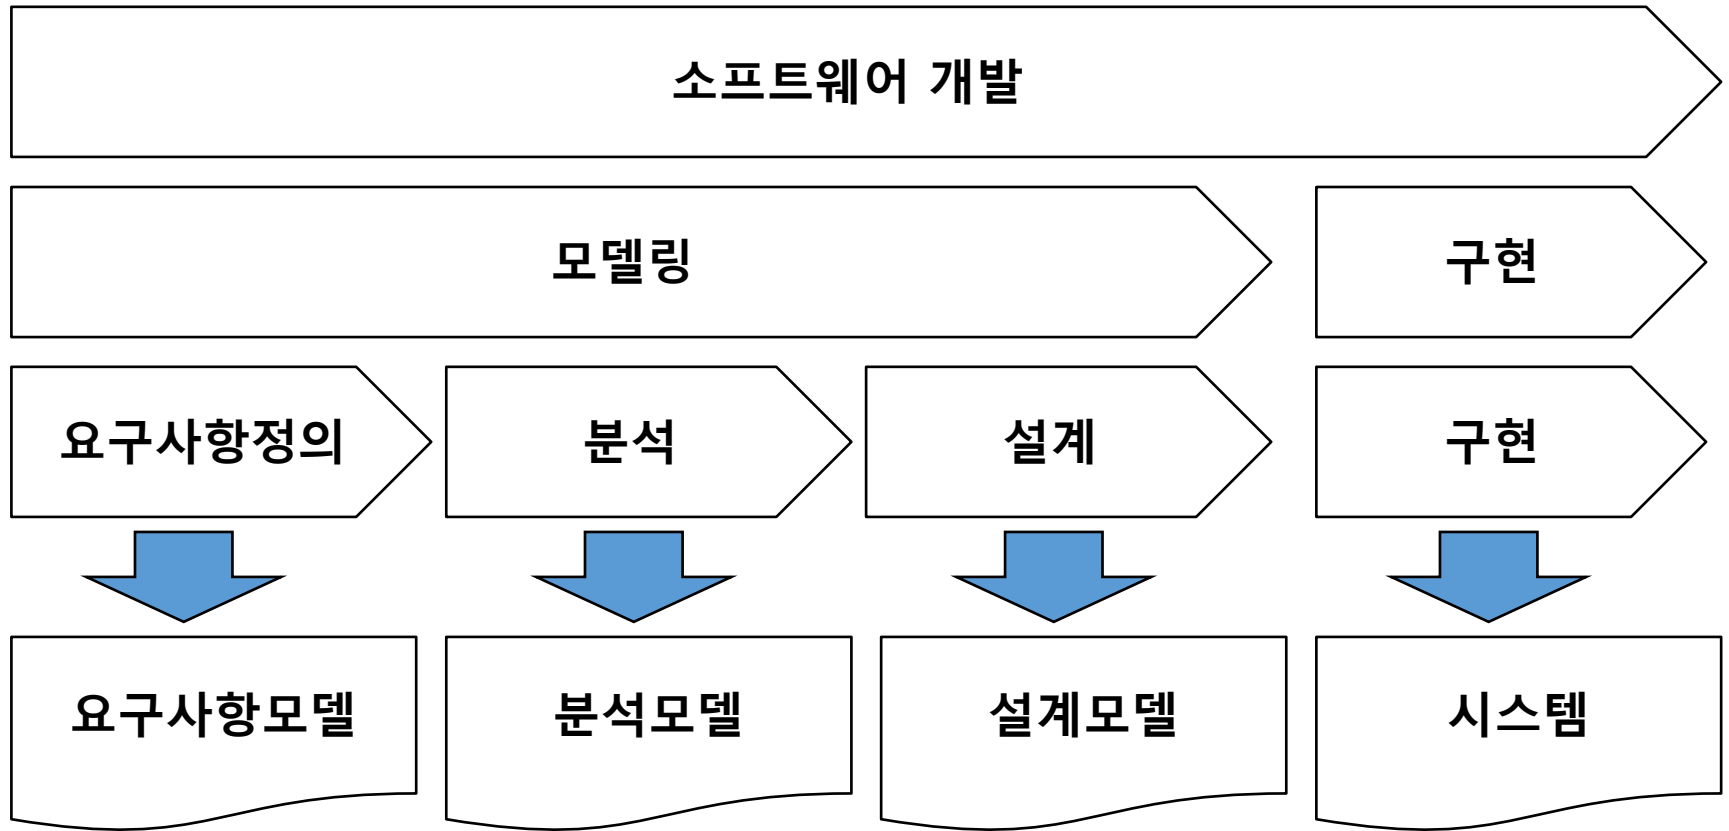 소프트웨어 개발
모델링
구현
요구사항정의
분석
설계
구현
요구사항모델
분석모델
설계모델
시스템